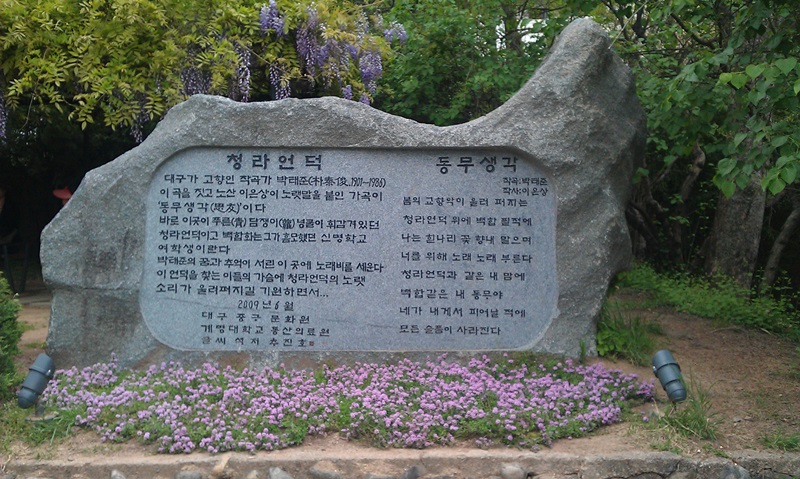 청라언덕
대구가 고향인 작곡가 박태준(朴泰俊, 1901-1986)
이 곡을 짓고 노산 이은상이 노랫말을 붙인 가곡이
'동무생각(思友)'이다
바로 이곳이 푸른(靑) 담쟁이(蘿) 넝쿨이 휘감겨 있던
청라언덕이고 백합화는 그가 흠모했던 신명학교
여학생이란다
박태준의 꿈과 추억이 서린 이 곳에 노래비를 세운다
이 언덕을 찾는 이들의 가슴에 청라언덕의 노랫
소리가 울려퍼지길 기원하면서...
2009년 6월
대구 중구 문화원
계명대학교 동산의료원
글씨 석저 추진호
동무생각
작곡:박태준
작사:이은상
봄의 교향악이 울려 퍼지는
청라언덕 위에 백합 필적에
나는 흰나리 꽃 향내 맡으며
너를 위해 노래 노래 부른다
청라언덕과 같은 내 맘에
백합같은 내 동무야
네가 내게서 피어날 적에
모든 슬픔이 사라진다